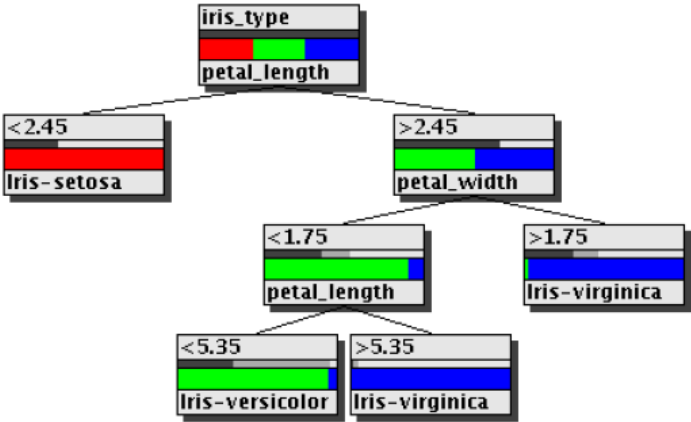 iris_type
petal_length
<2.45
Iris-setosa
>2.45
petal_width
<1.75
petal_length
>1.75
Iris-virginica
<5.35
Iris-versicolor
>5.35
Iris-virginica